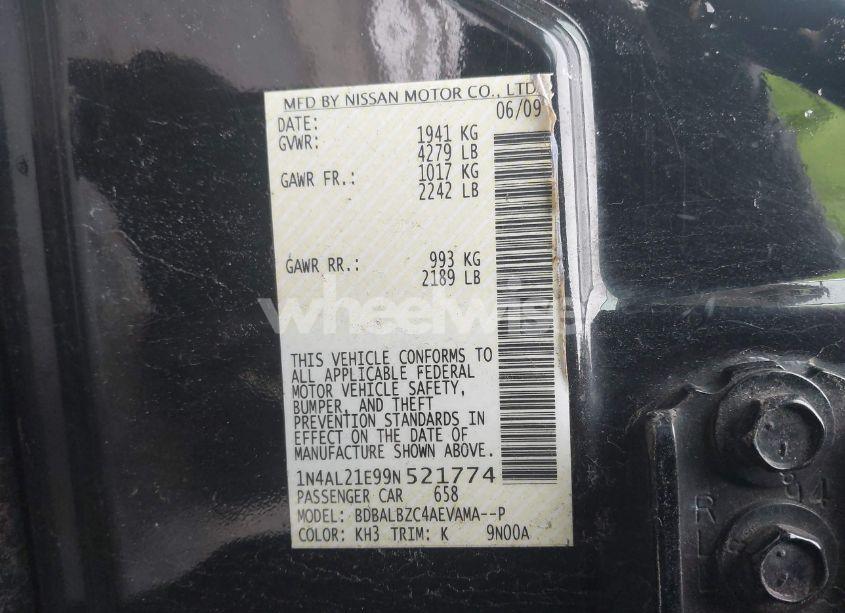 MFD BY NISSAN MOTOR CO., LTD.
DATE: 06/09
GVWR: 1941 KG
4279 LB
GAWR FR.: 1017 KG
2242 LB
GAWR RR.: 993 KG
2189 LB
wheelwise
THIS VEHICLE CONFORMS TO
ALL APPLICABLE FEDERAL
MOTOR VEHICLE SAFETY,
BUMPER, AND THEFT
PREVENTION STANDARDS IN
EFFECT ON THE DATE OF
MANUFACTURE SHOWN ABOVE.
1N4AL21E99N521774
PASSENGER CAR 658
MODEL: BDBALBZC4AEVAMA--P
COLOR: KH3 TRIM: K 9N00A